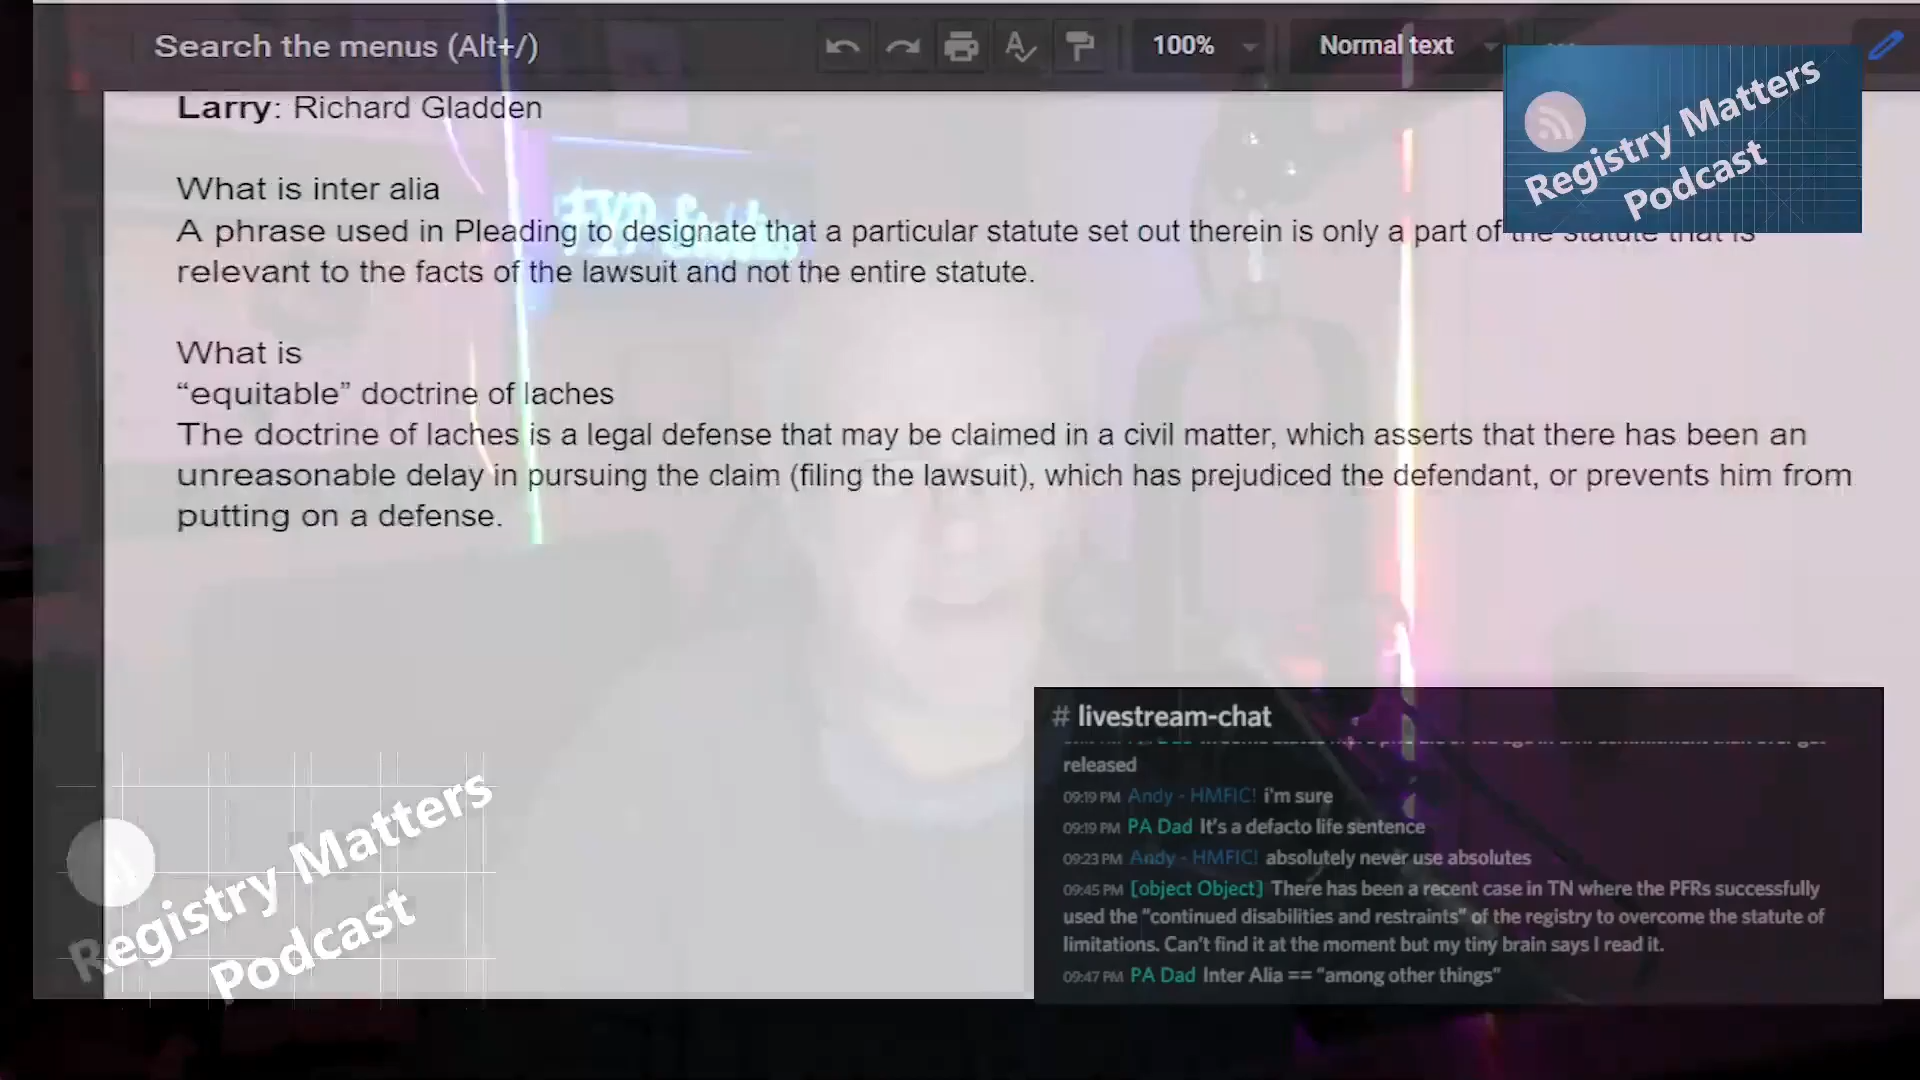 Search the menus (Alt+/)
100%
Normal text
Larry: Richard Gladden
What is inter alia
A phrase used in Pleading to designate that a particular statute set out therein is only a part of the statute that is
relevant to the facts of the lawsuit and not the entire statute.
What is
“equitable” doctrine of laches
The doctrine of laches is a legal defense that may be claimed in a civil matter, which asserts that there has been an
unreasonable delay in pursuing the claim (filing the lawsuit), which has prejudiced the defendant, or prevents him from
putting on a defense.
Registry Matters
Podcast
# livestream-chat
released
09:19 PM Andy - HMFIC! i'm sure
09:19 PM PA Dad It's a defacto life sentence
09:23 PM Andy - HMFIC! absolutely never use absolutes
09:45 PM [object Object] There has been a recent case in TN where the PFRs successfully
used the “continued disabilities and restraints” of the registry to overcome the statute of
limitations. Can't find it at the moment but my tiny brain says I read it.
09:47 PM PA Dad Inter Alia == “among other things”
Registry Matters
Podcast